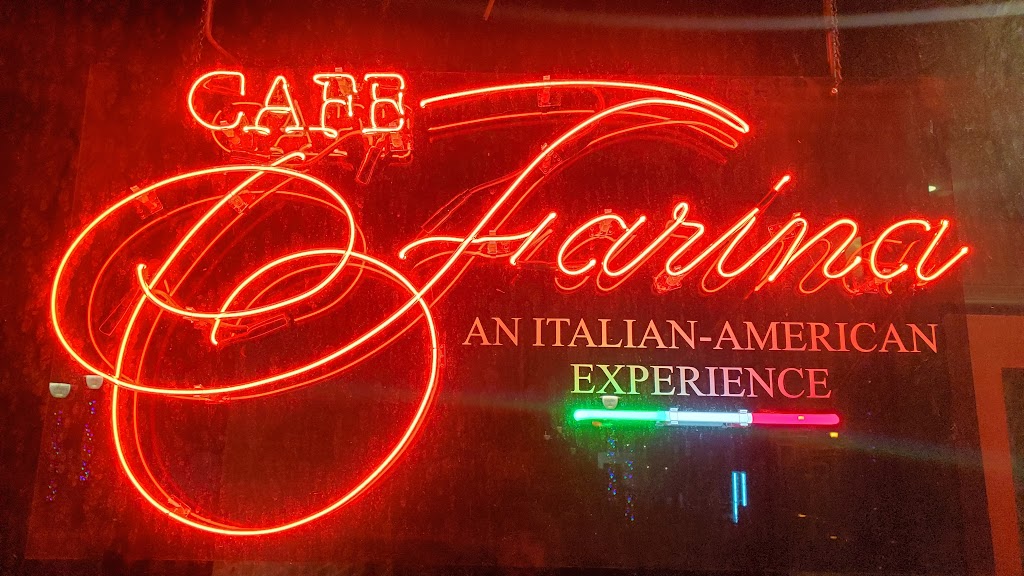 CAFE
Farina
AN ITALIAN-AMERICAN
EXPERIENCE